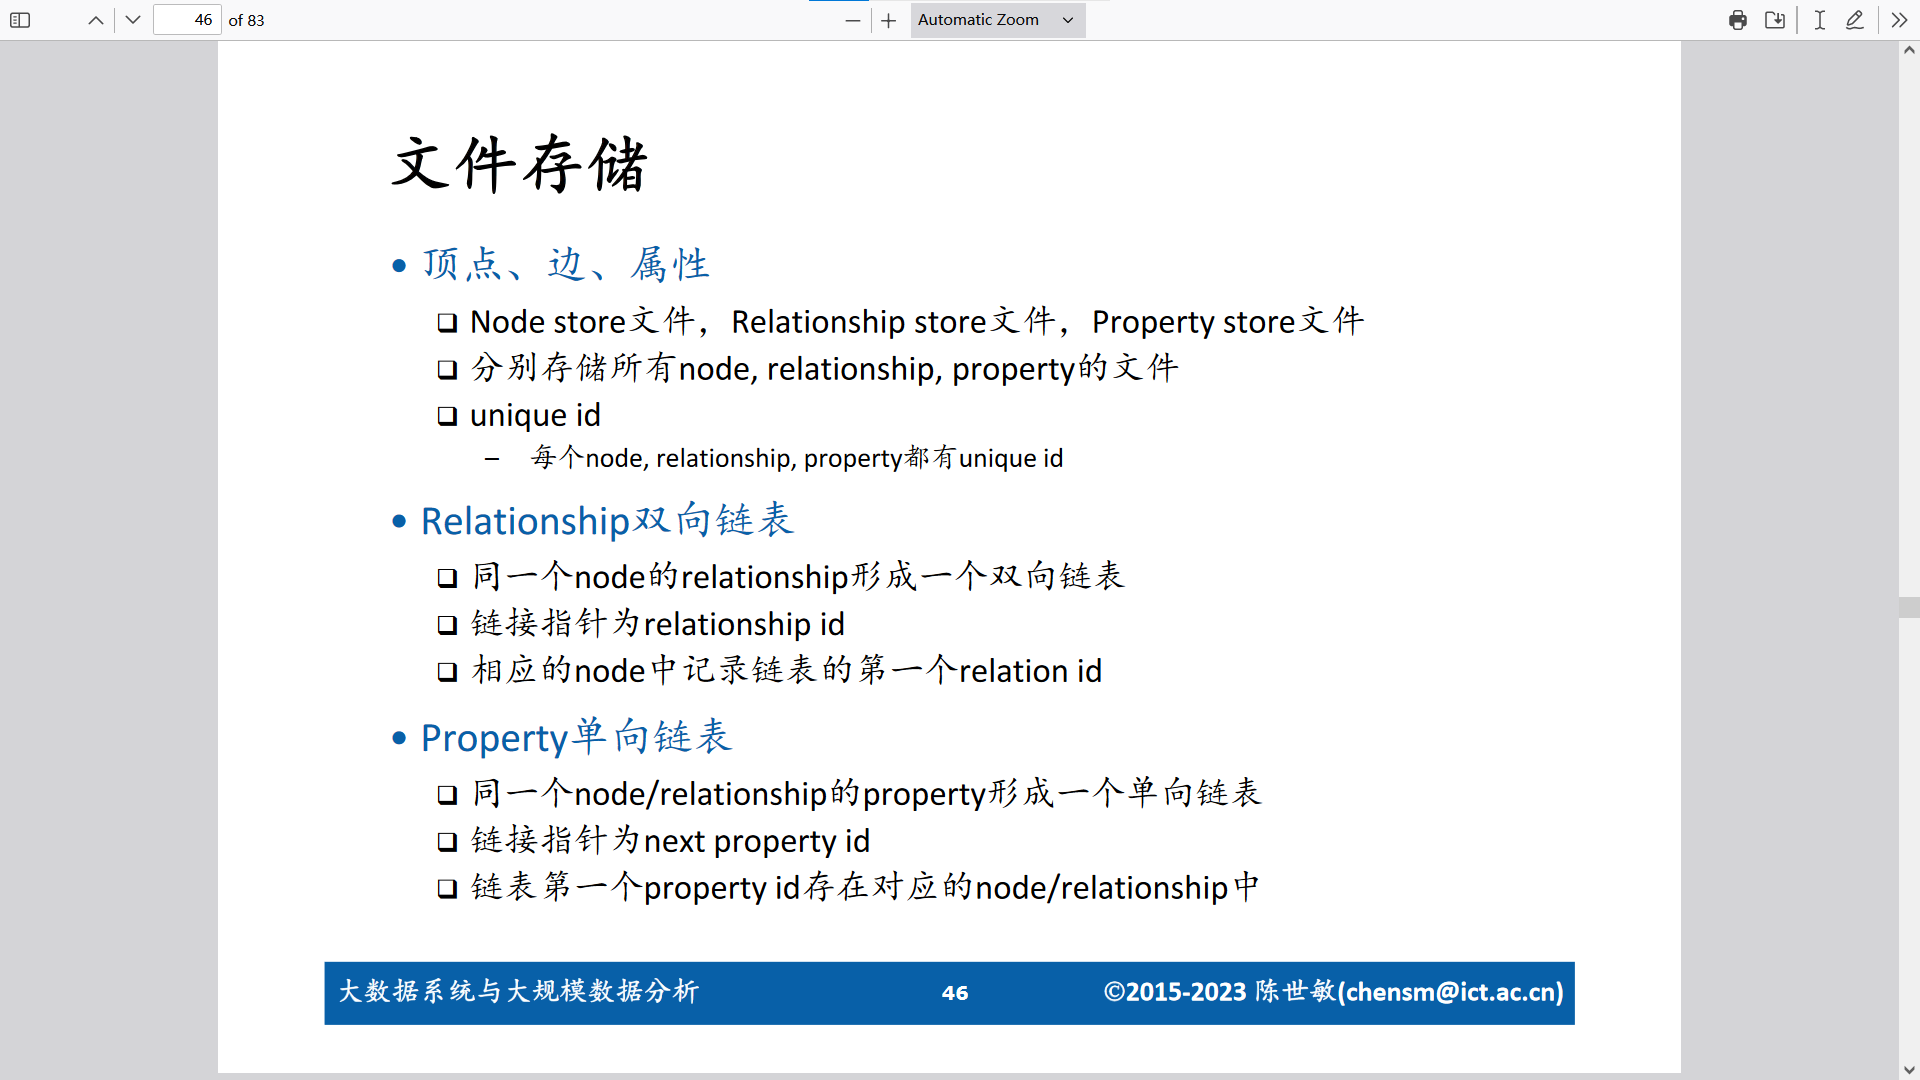 46 of 83
Automatic Zoom
文件存储
• 顶点、边、属性
❑ Node store文件，Relationship store文件，Property store文件
❑ 分别存储所有node, relationship, property的文件
❑ unique id
– 每个node, relationship, property都有unique id
• Relationship双向链表
❑ 同一个node的relationship形成一个双向链表
❑ 链接指针为relationship id
❑ 相应的node中记录链表的第一个relation id
• Property单向链表
❑ 同一个node/relationship的property形成一个单向链表
❑ 链接指针为next property id
❑ 链表第一个property id存在对应的node/relationship中
大数据系统与大规模数据分析 46 ©2015-2023 陈世敏(chensm@ict.ac.cn)